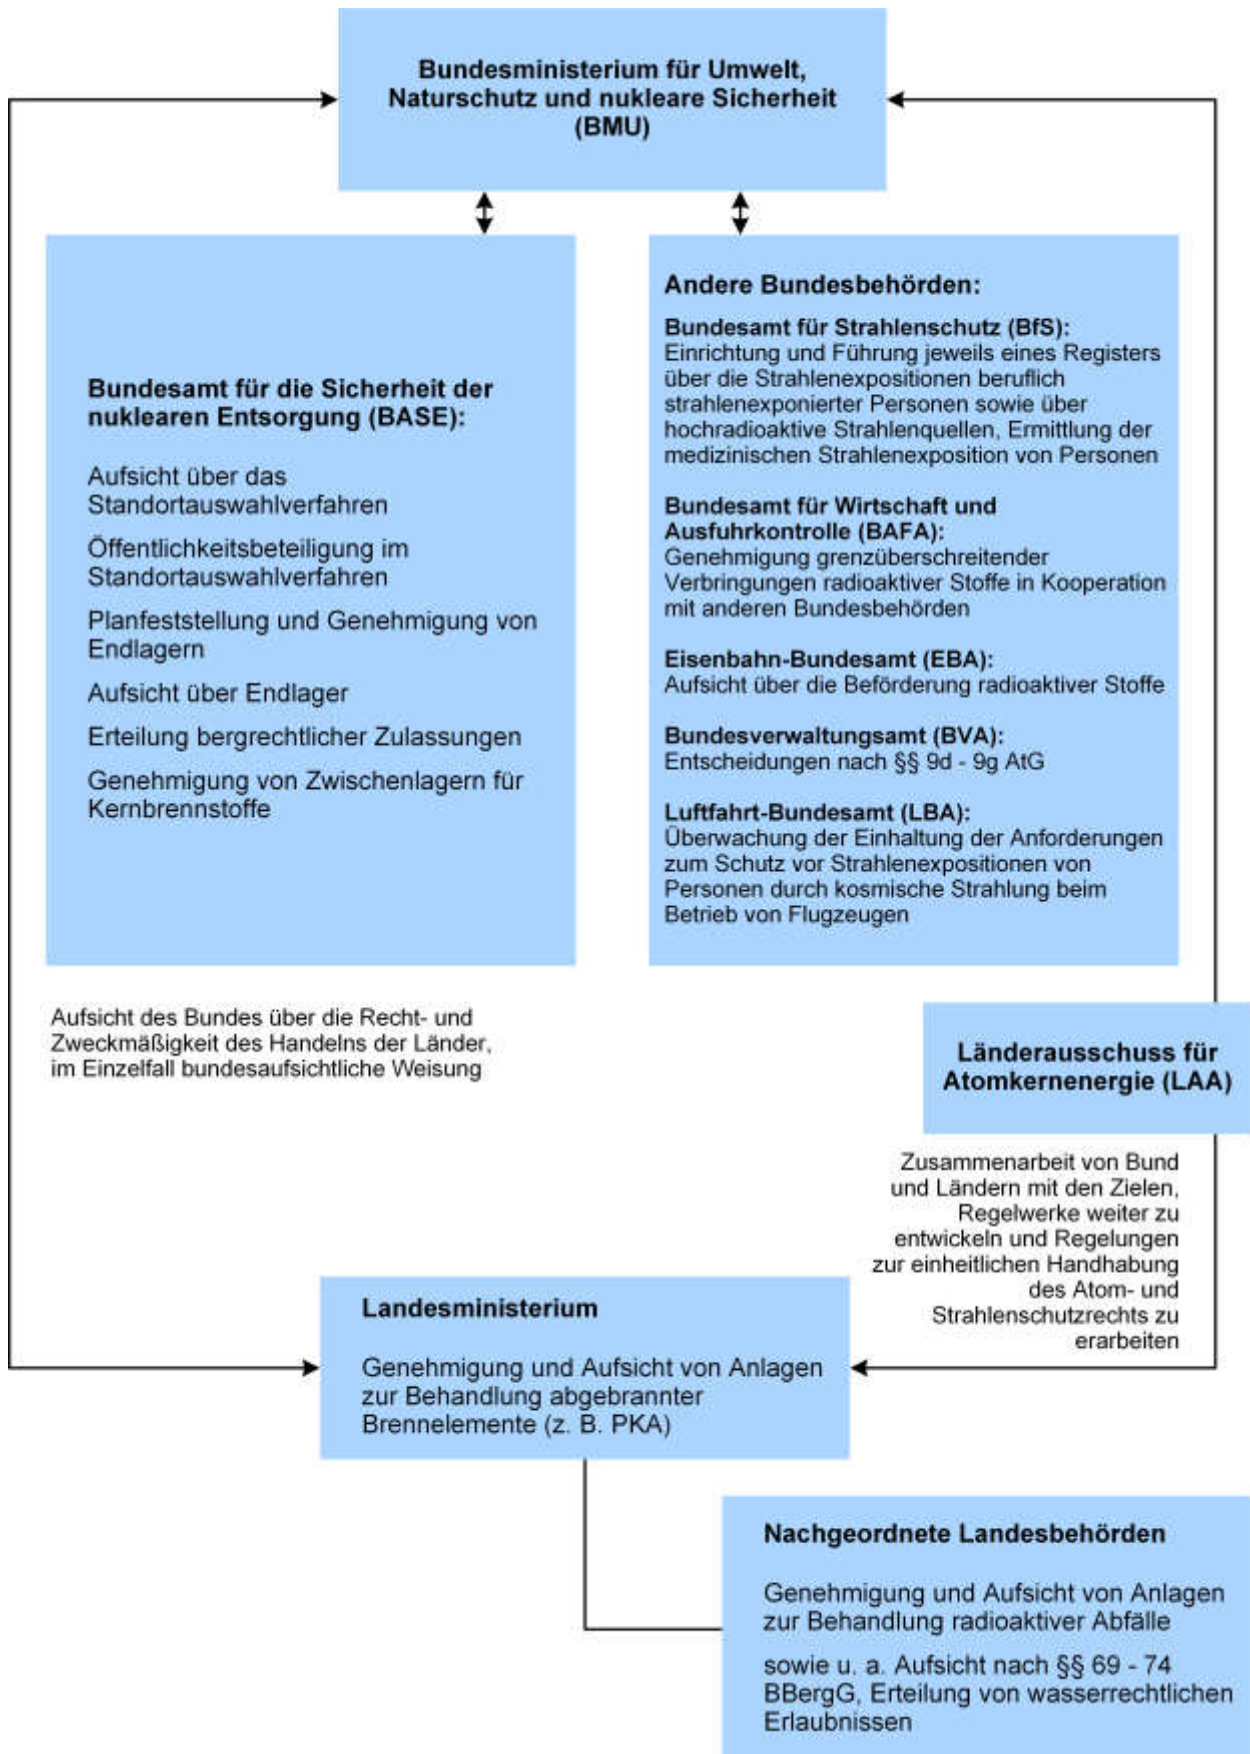 Bundesministerium für Umwelt,
Naturschutz und nukleare Sicherheit
(BMU)
Bundesamt für die Sicherheit der
nuklearen Entsorgung (BASE):
Aufsicht über das
Standortauswahlverfahren
Öffentlichkeitsbeteiligung im
Standortauswahlverfahren
Planfeststellung und Genehmigung von
Endlagern
Aufsicht über Endlager
Erteilung bergrechtlicher Zulassungen
Genehmigung von Zwischenlagern für
Kernbrennstoffe
Andere Bundesbehörden:
Bundesamt für Strahlenschutz (BfS):
Einrichtung und Führung jeweils eines Registers
über die Strahlenexpositionen beruflich
strahlenexponierter Personen sowie über
hochradioaktive Strahlenquellen, Ermittlung der
medizinischen Strahlenexposition von Personen
Bundesamt für Wirtschaft und
Ausfuhrkontrolle (BAFA):
Genehmigung grenzüberschreitender
Verbringungen radioaktiver Stoffe in Kooperation
mit anderen Bundesbehörden
Eisenbahn-Bundesamt (EBA):
Aufsicht über die Beförderung radioaktiver Stoffe
Bundesverwaltungsamt (BVA):
Entscheidungen nach §§ 9d - 9g AtG
Luftfahrt-Bundesamt (LBA):
Überwachung der Einhaltung der Anforderungen
zum Schutz vor Strahlenexpositionen von
Personen durch kosmische Strahlung beim
Betrieb von Flugzeugen
Aufsicht des Bundes über die Recht- und
Zweckmäßigkeit des Handelns der Länder,
im Einzelfall bundesaufsichtliche Weisung
Länderausschuss für
Atomkernenergie (LAA)
Zusammenarbeit von Bund
und Ländern mit den Zielen,
Regelwerke weiter zu
entwickeln und Regelungen
zur einheitlichen Handhabung
des Atom- und
Strahlenschutzrechts zu
erarbeiten
Landesministerium
Genehmigung und Aufsicht von Anlagen
zur Behandlung abgebrannter
Brennelemente (z. B. PKA)
Nachgeordnete Landesbehörden
Genehmigung und Aufsicht von Anlagen
zur Behandlung radioaktiver Abfälle
sowie u. a. Aufsicht nach §§ 69 - 74
BBergG, Erteilung von wasserrechtlichen
Erlaubnissen